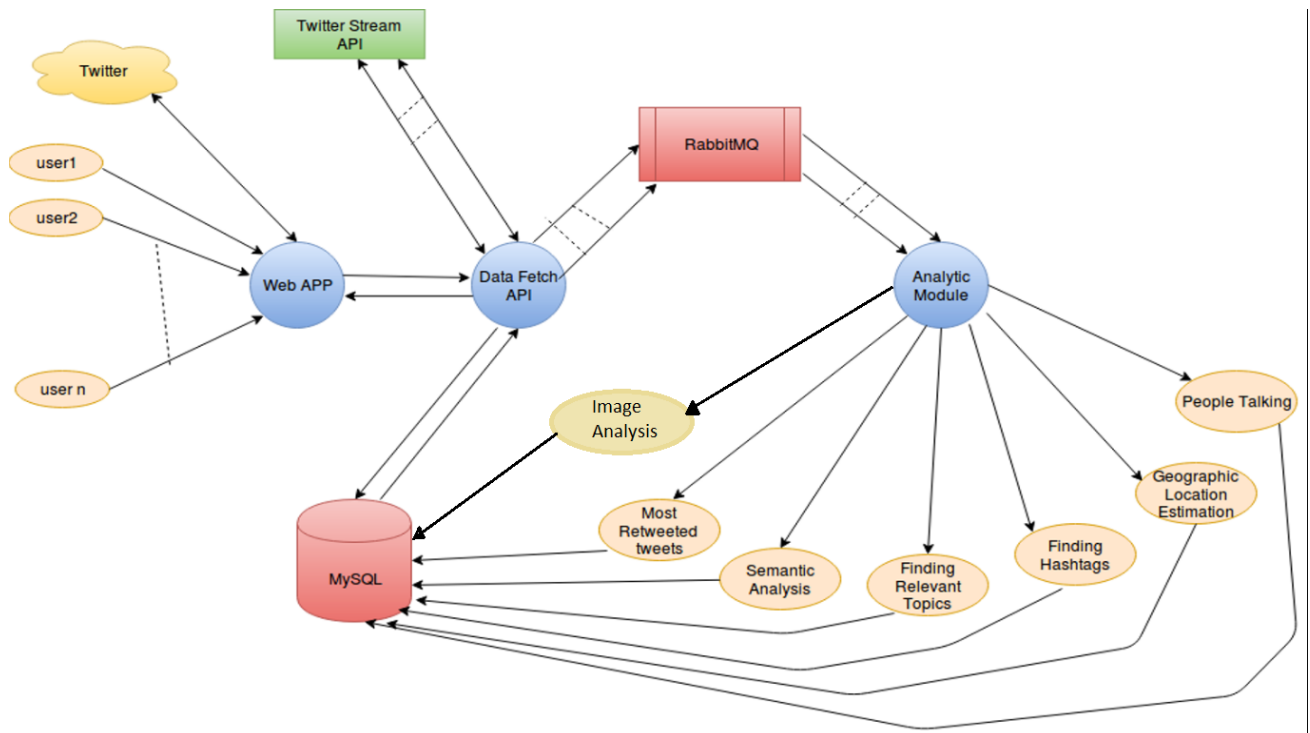 Twitter Stream
API
Twitter
RabbitMQ
user1
user2
Web APP
Data Fetch
API
Analytic
Module
user n
Image
Analysis
People Talking
Geographic
Location
Estimation
Most
Retweeted
tweets
Finding
Hashtags
Semantic
Analysis
Finding
Relevant
Topics
MySQL